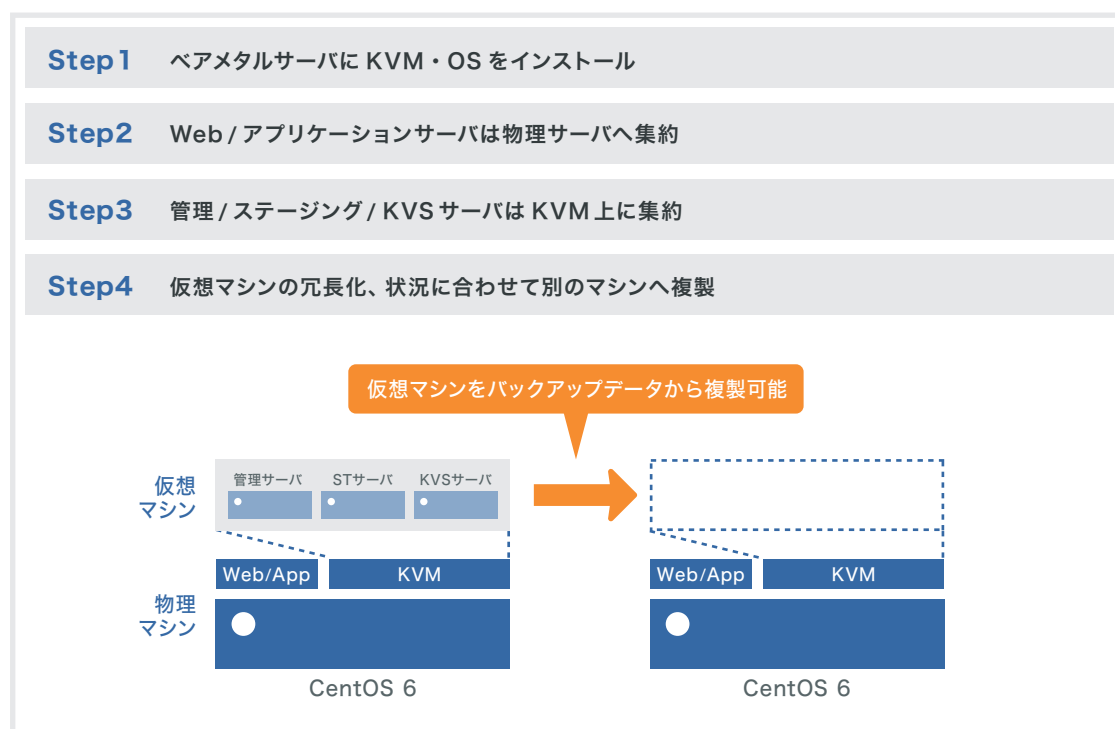 Step1 ベアメタルサーバに KVM・OS をインストール
Step2 Web/アプリケーションサーバは物理サーバへ集約
Step3 管理/ステージング/KVSサーバは KVM上に集約
Step4 仮想マシンの冗長化、状況に合わせて別のマシンへ複製
仮想マシンをバックアップデータから複製可能
仮想
マシン
管理サーバ STサーバ KVSサーバ
Web/App KVM
Web/App KVM
物理
マシン
CentOS 6
CentOS 6